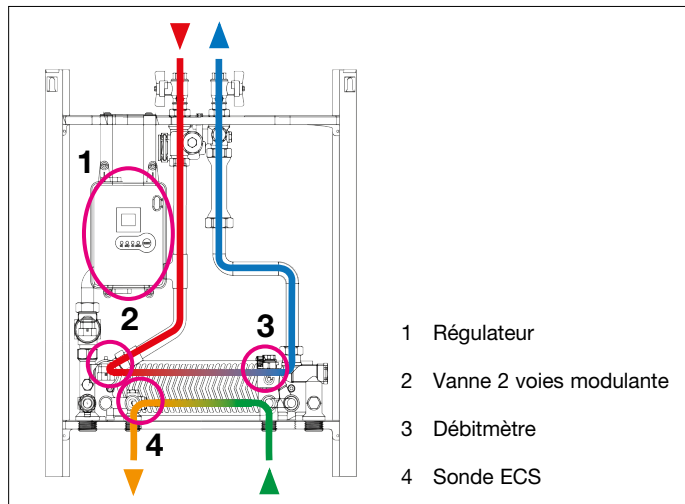 1
2
3
4
1 Régulateur
2 Vanne 2 voies modulante
3 Débitmètre
4 Sonde ECS